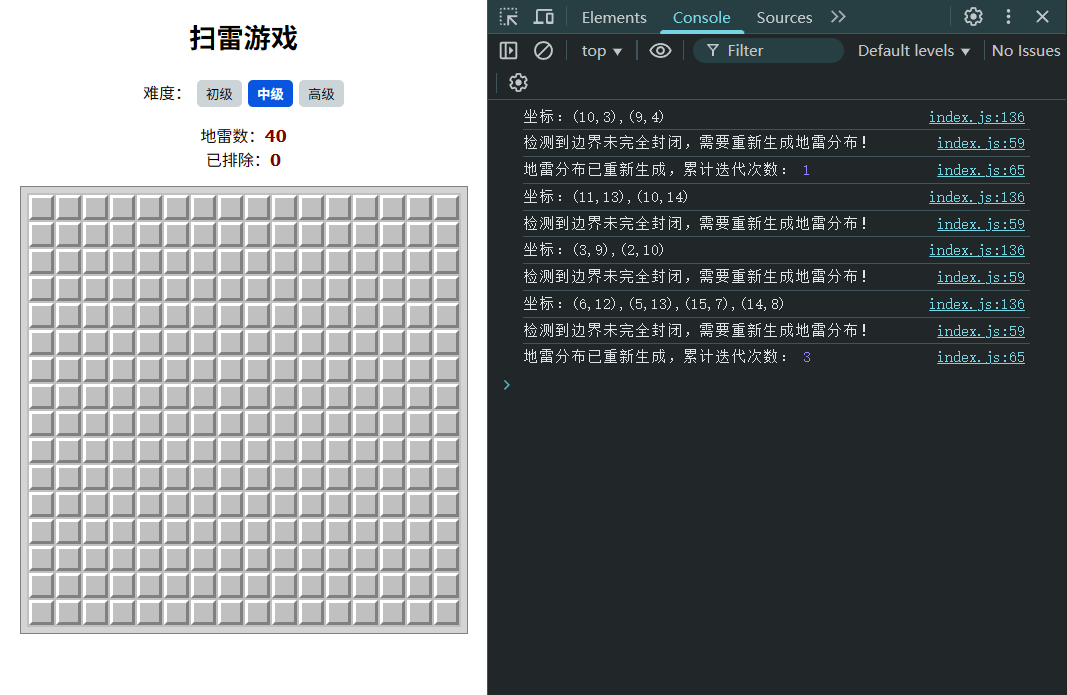 扫雷游戏
难度： 初级 中级 高级
地雷数：40
已排除：0
Elements Console Sources
top Filter Default levels No Issues
坐标：(10,3),(9,4) index.js:136
检测到边界未完全封闭，需要重新生成地雷分布！ index.js:59
地雷分布已重新生成，累计迭代次数： 1 index.js:65
坐标：(11,13),(10,14) index.js:136
检测到边界未完全封闭，需要重新生成地雷分布！ index.js:59
坐标：(3,9),(2,10) index.js:136
检测到边界未完全封闭，需要重新生成地雷分布！ index.js:59
坐标：(6,12),(5,13),(15,7),(14,8) index.js:136
检测到边界未完全封闭，需要重新生成地雷分布！ index.js:59
地雷分布已重新生成，累计迭代次数： 3 index.js:65